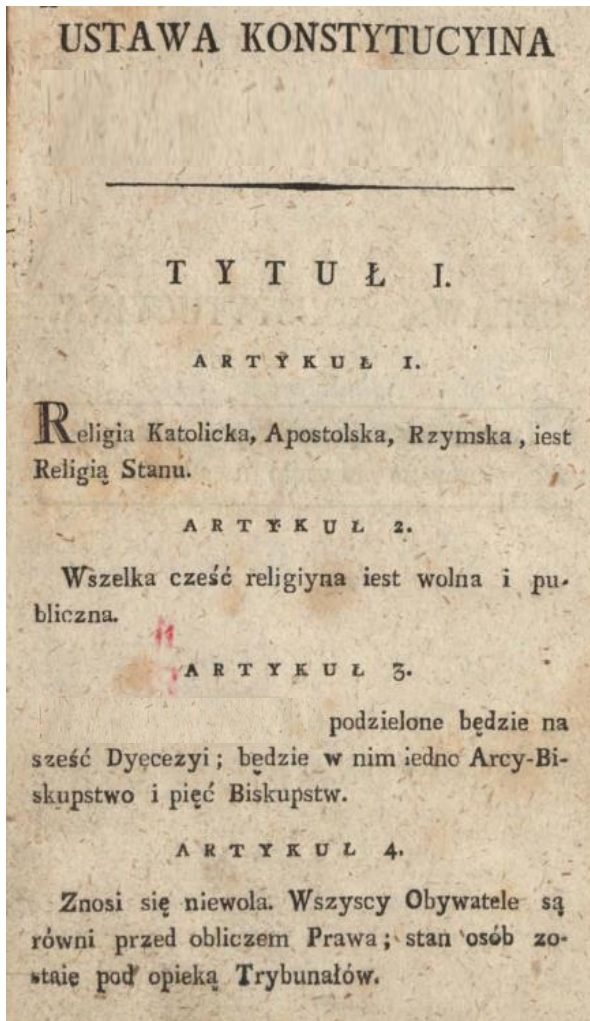 USTAWA KONSTYTUCYINA
TYTUŁ I.
ARTYKUŁ 1.
Religia Katolicka, Apostolska, Rzymska, iest
Religią Stanu.
ARTYKUŁ 2.
Wszelka cześć religiyna iest wolna i pu-
bliczna.
ARTYKUŁ 3.
podzielone będzie na
sześć Dyecezyi; będzie w nim iedno Arcy-Bi-
skupstwo i pięć Biskupstw.
ARTYKUŁ 4.
Znosi się niewola. Wszyscy Obywatele są
równi przed obliczem Prawa; stan osób zo-
staie pod opieką Trybunałów.